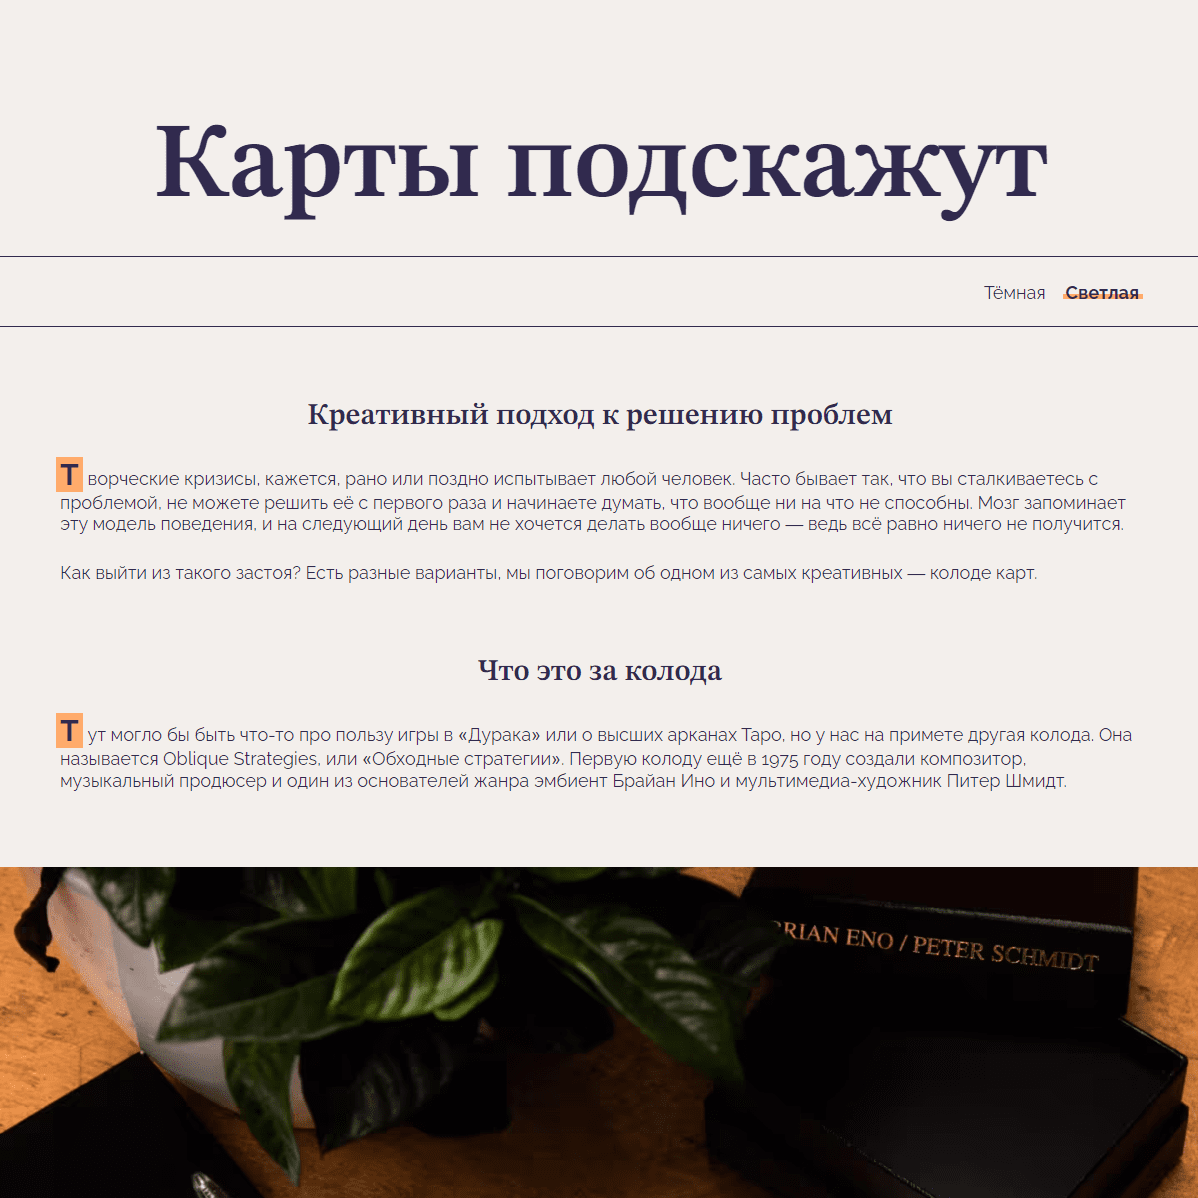 Карты подскажут
Тёмная Светлая
Креативный подход к решению проблем
Творческие кризисы, кажется, рано или поздно испытывает любой человек. Часто бывает так, что вы сталкиваетесь с
проблемой, не можете решить её с первого раза и начинаете думать, что вообще ни на что не способны. Мозг запоминает
эту модель поведения, и на следующий день вам не хочется делать вообще ничего — ведь всё равно ничего не получится.
Как выйти из такого застоя? Есть разные варианты, мы поговорим об одном из самых креативных — колоде карт.
Что это за колода
Тут могло бы быть что-то про пользу игры в «Дурака» или о высших арканах Таро, но у нас на примете другая колода. Она
называется Oblique Strategies, или «Обходные стратегии». Первую колоду ещё в 1975 году создали композитор,
музыкальный продюсер и один из основателей жанра эмбиент Брайан Ино и мультимедиа-художник Питер Шмидт.
BRIAN ENO / PETER SCHMIDT